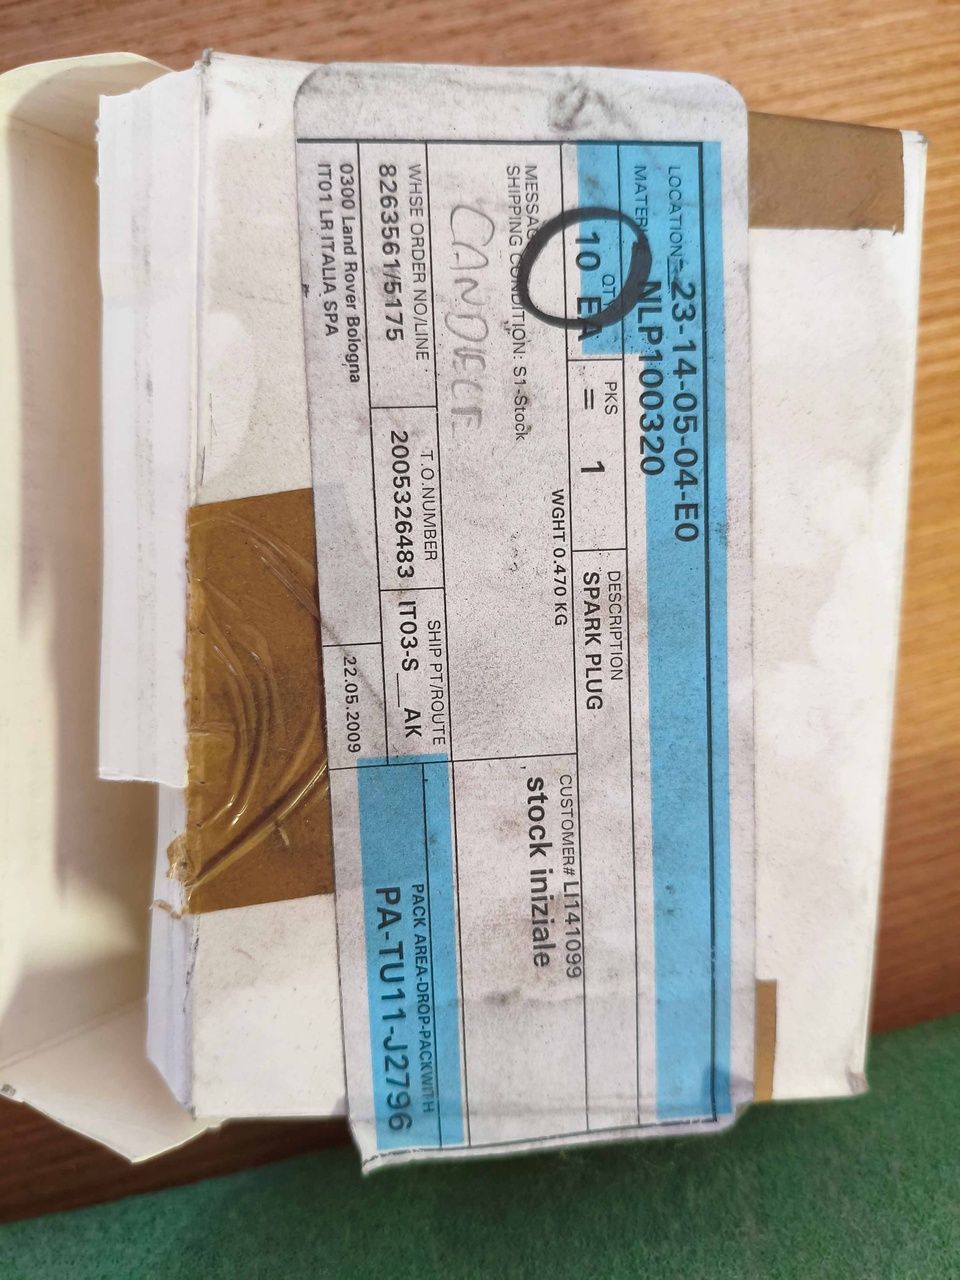 LOCATION= 23-14-05-04-E0
NLP100320
QTY
10 EA
PKS
= 1
DESCRIPTION
SPARK PLUG
WGHT 0.470 KG
CUSTOMER# LI141099
stock iniziale
SHIPPING CONDITION: S1-Stock
CANDELE
WHSE ORDER NO/LINE
8263561/5175
T.O.NUMBER
2005326483
SHIP PT/ROUTE
IT03-S__AK
PACK AREA-DROP-PACKWITH
PA-TU11-J2796
0300 Land Rover Bologna
IT01 LR ITALIA SPA
22.05.2009